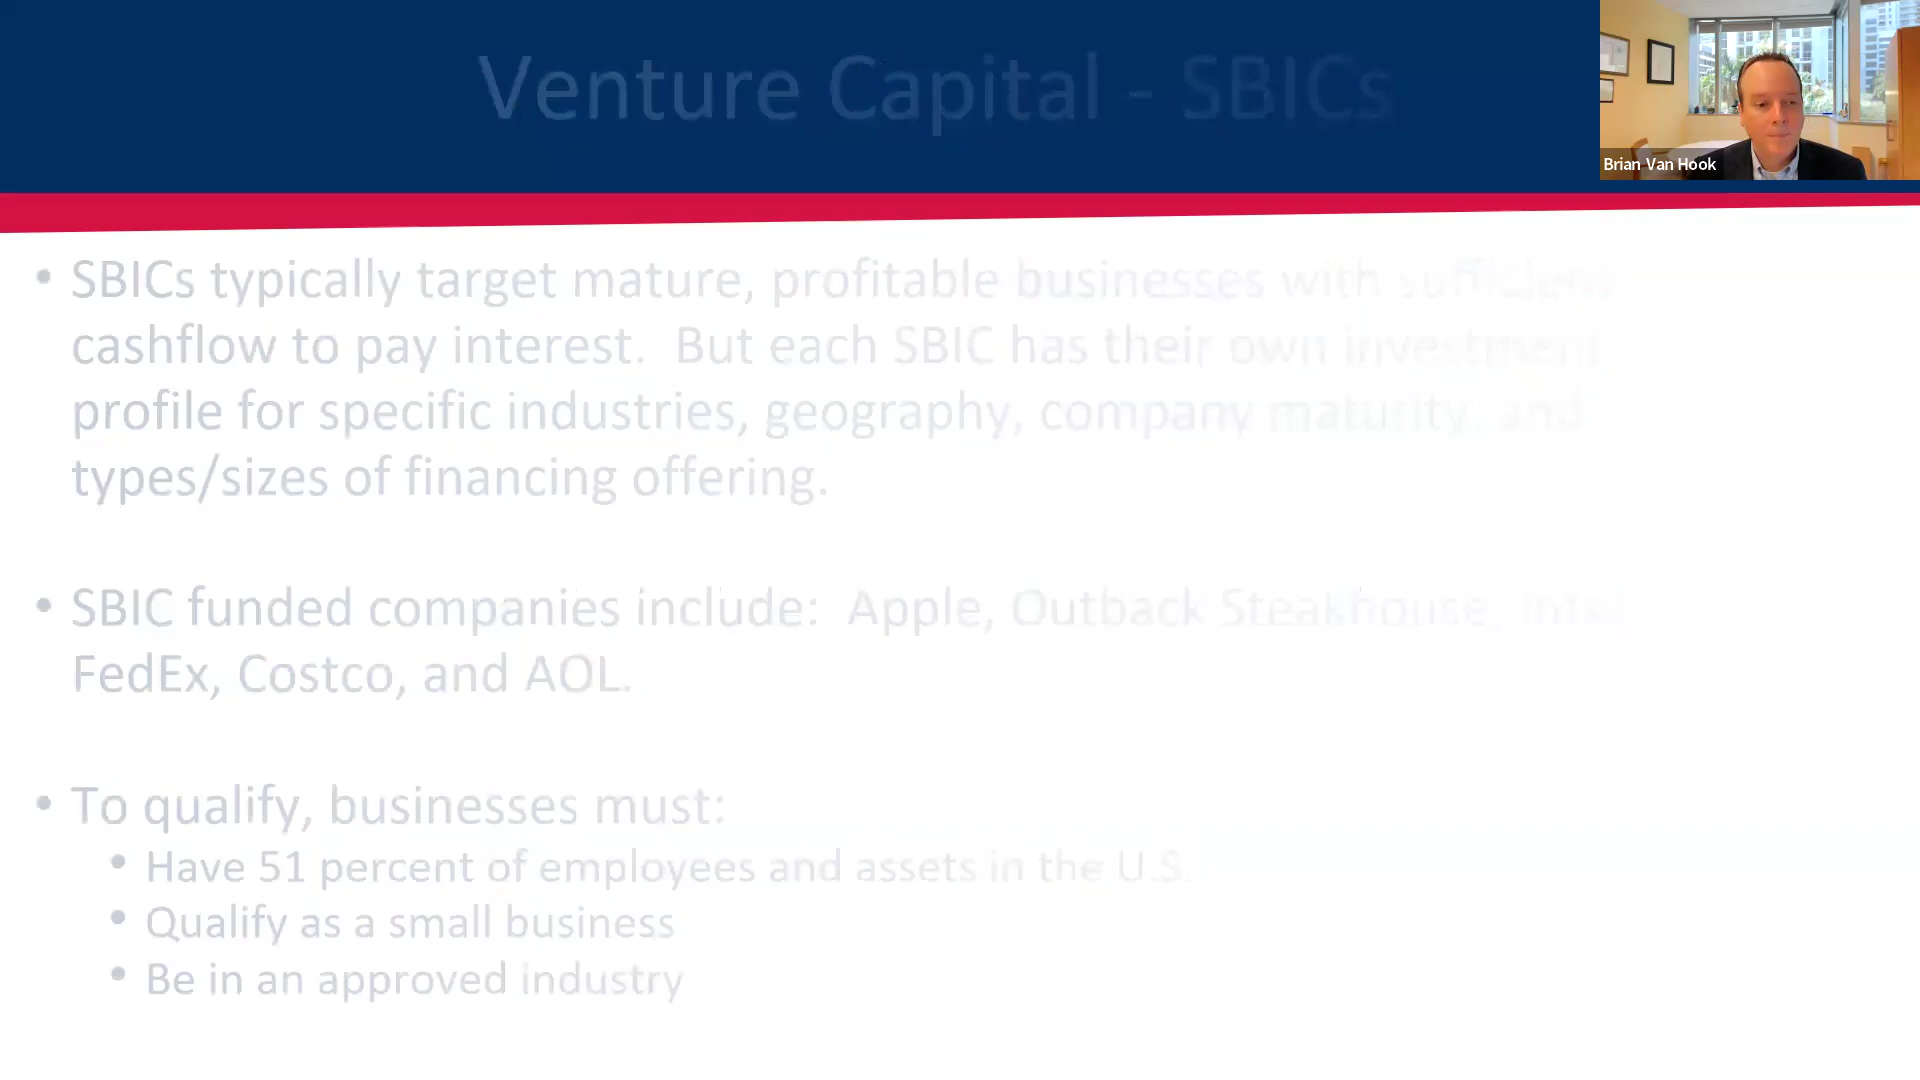 Venture Capital - SBICs
Brian Van Hook
• SBICs typically target mature, profitable businesses with sufficient
cashflow to pay interest.  But each SBIC has their own investment
profile for specific industries, geography, company maturity, and
types/sizes of financing offering.
• SBIC funded companies include:  Apple, Outback Steakhouse,
FedEx, Costco, and AOL.
• To qualify, businesses must:
• Have 51 percent of employees and assets in the U.S.
• Qualify as a small business
• Be in an approved industry